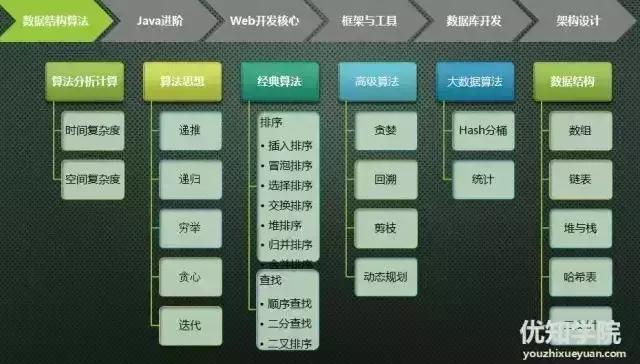 数据结构算法
Java进阶
Web开发核心
框架与工具
数据库开发
架构设计
算法分析计算
时间复杂度
空间复杂度
算法思想
递推
递归
穷举
贪心
迭代
经典算法
排序
• 插入排序
• 冒泡排序
• 选择排序
• 交换排序
• 堆排序
• 归并排序
查找
• 顺序查找
• 二分查找
• 二叉排序
高级算法
贪婪
回溯
剪枝
动态规划
大数据算法
Hash分桶
统计
数据结构
数组
链表
堆与栈
哈希表
优知学院
youzhixueyuan.com